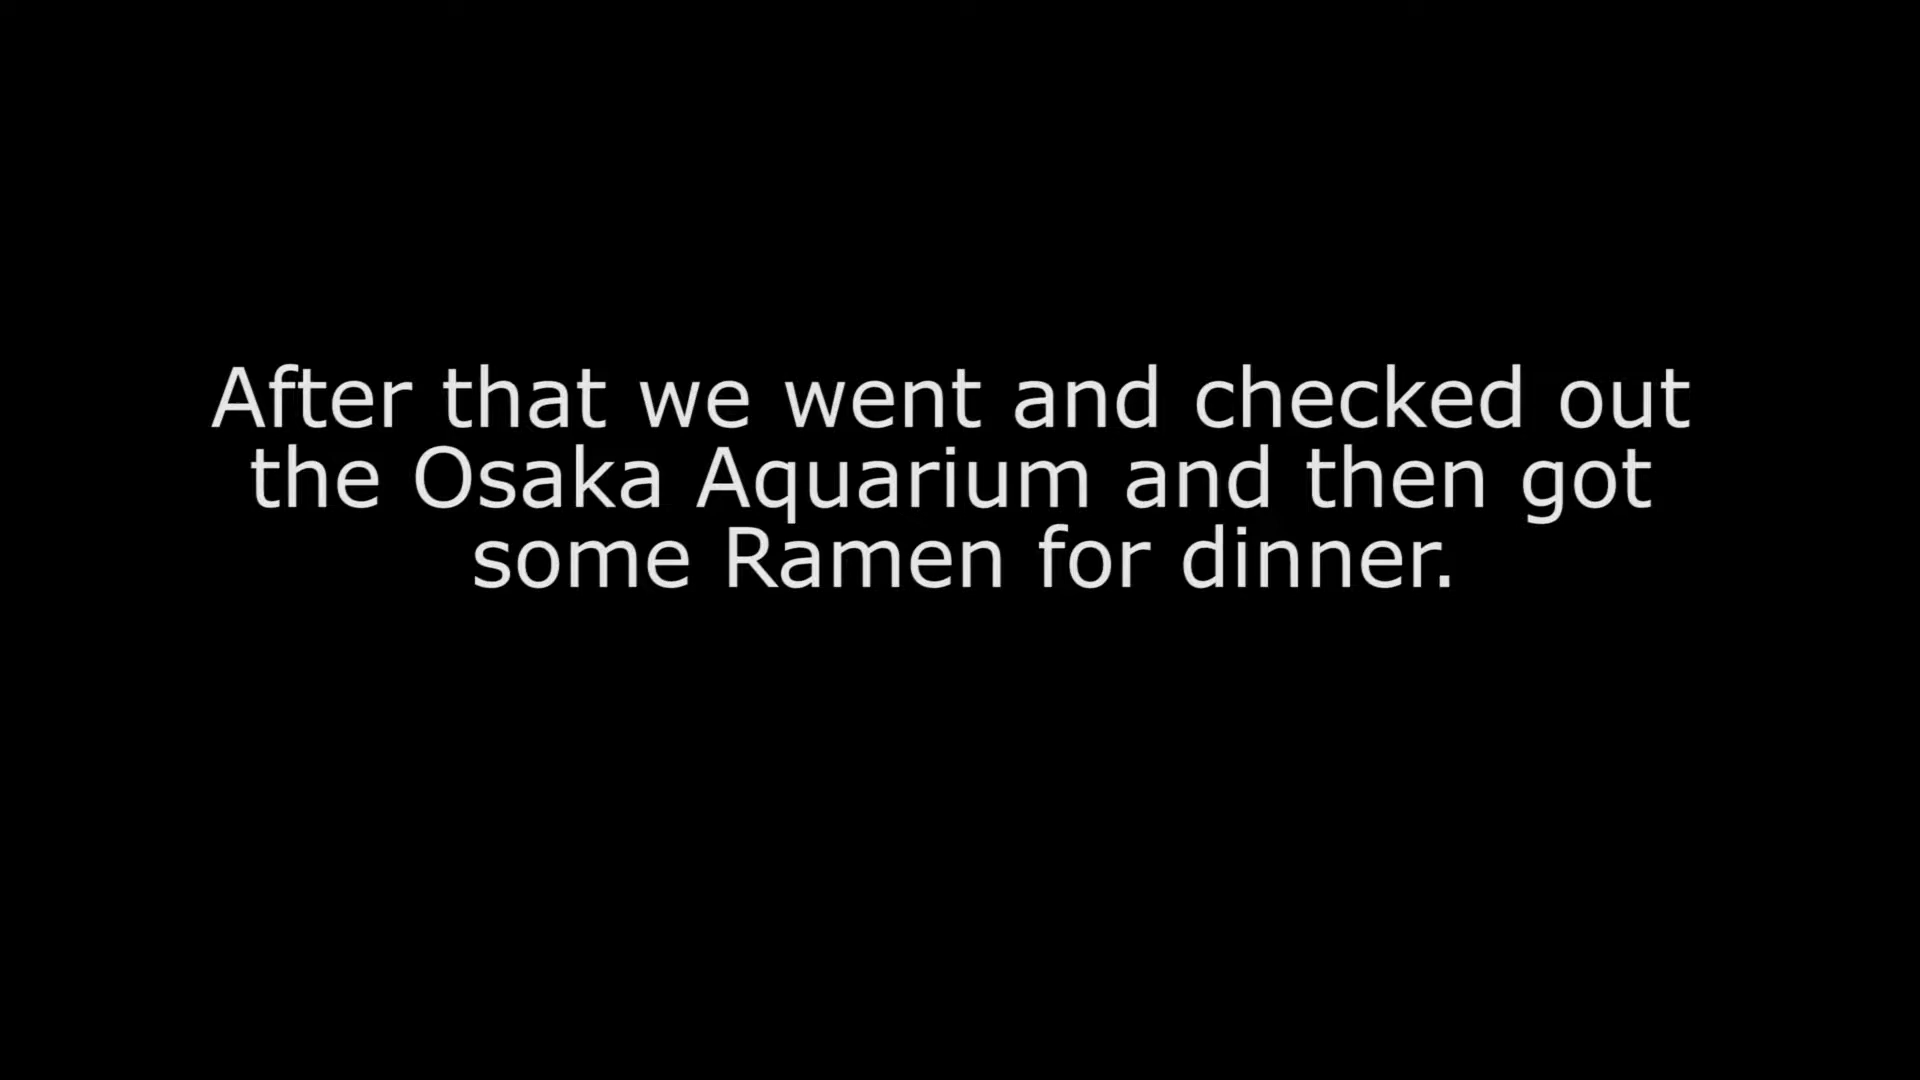 After that we went and checked out
the Osaka Aquarium and then got
some Ramen for dinner.